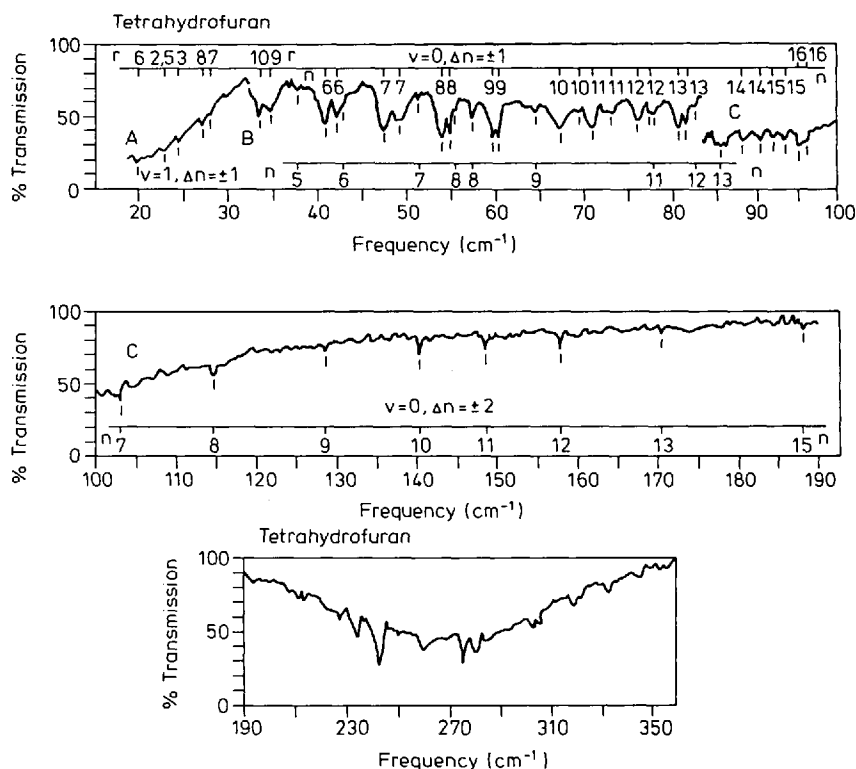 Tetrahydrofuran
% Transmission
100
50
0
r 6 2,5 3 8 7 10 9 r v=0, Δn=±1 16 16
n 6 6 7 7 8 8 9 9 10 10 11 11 12 12 13 13 14 14 15 15 n
A B C
v=1, Δn=±1 n 5 6 7 8 8 9 11 12 13 n
20 30 40 50 60 70 80 90 100
Frequency (cm⁻¹)
% Transmission
100
50
0
C
v=0, Δn=±2
n 7 8 9 10 11 12 13 15 n
100 110 120 130 140 150 160 170 180 190
Frequency (cm⁻¹)
Tetrahydrofuran
% Transmission
100
50
0
190 230 270 310 350
Frequency (cm⁻¹)